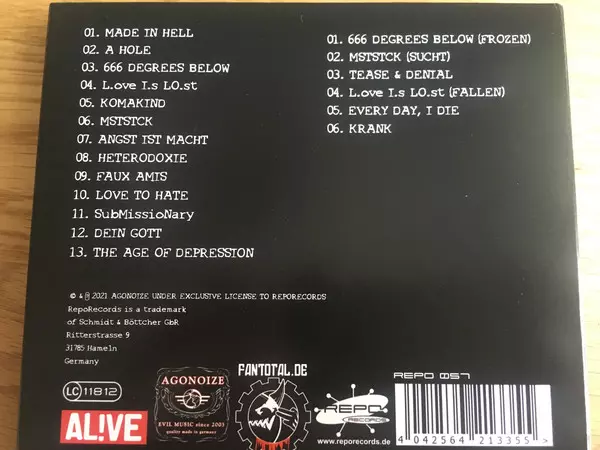 01. MADE IN HELL
02. A HOLE
03. 666 DEGREES BELOW
04. L.ove I.s LO.st
05. KOMAKIND
06. MSTSTCK
07. ANGST IST MACHT
08. HETERODOXIE
09. FAUX AMIS
10. LOVE TO HATE
11. SubMissioNary
12. DEIN GOTT
13. THE AGE OF DEPRESSION
01. 666 DEGREES BELOW (FROZEN)
02. MSTSTCK (SUCHT)
03. TEASE & DENIAL
04. L.ove I.s LO.st (FALLEN)
05. EVERY DAY, I DIE
06. KRANK
© & ℗ 2021 AGONOIZE UNDER EXCLUSIVE LICENSE TO REPORECORDS
RepoRecords is a trademark
of Schmidt & Böttcher GbR
Ritterstrasse 9
31785 Hameln
Germany
LC 11812
AL!VE
AGONOIZE
EVIL MUSIC since 2003
quality made in germany
FANTOTAL.DE
REPO
RECORDS
www.reporecords.de
REPO 057
4 042564 213355 >